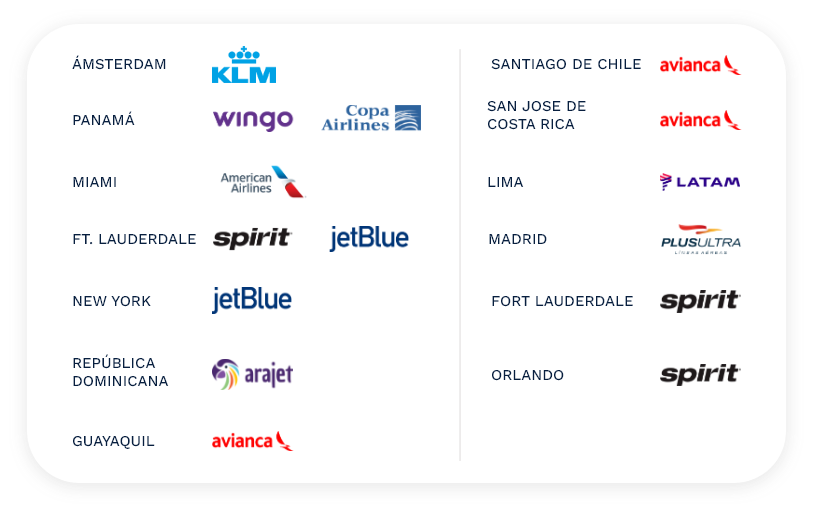 ÁMSTERDAM
KLM
PANAMÁ
wingo
Copa
Airlines
MIAMI
American
Airlines
FT. LAUDERDALE
spirit
jetBlue
NEW YORK
jetBlue
REPÚBLICA
DOMINICANA
arajet
GUAYAQUIL
avianca
SANTIAGO DE CHILE
avianca
SAN JOSE DE
COSTA RICA
avianca
LIMA
LATAM
MADRID
PLUSULTRA
LÍNEAS AÉREAS
FORT LAUDERDALE
spirit
ORLANDO
spirit